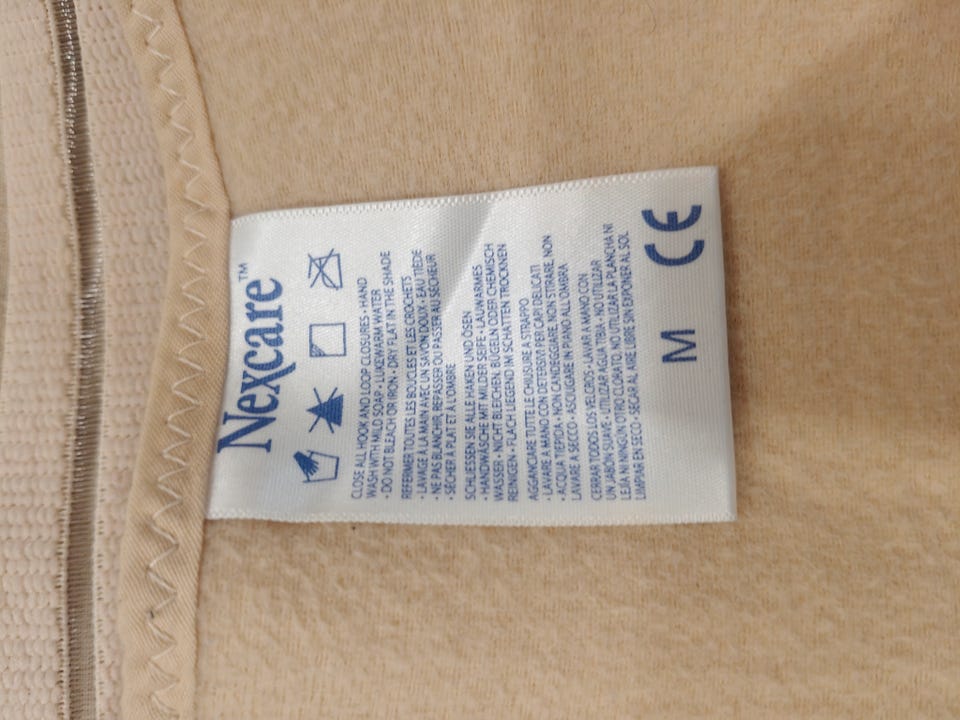 Nexcare™
CLOSE ALL HOOK AND LOOP CLOSURES • HAND
WASH WITH MILD SOAP • LUKEWARM WATER
• DO NOT BLEACH OR IRON • DRY FLAT IN THE SHADE
REFERMER TOUTES LES BOUCLES ET LES CROCHETS
• LAVAGE À LA MAIN AVEC UN SAVON DOUX • EAU TIÈDE
NE PAS BLANCHIR, REPASSER OU PASSER AU SÉCHEUR
• SÉCHER À PLAT ET À L'OMBRE
SCHLIESSEN SIE ALLE HAKEN UND ÖSEN
• HANDWÄSCHE MIT MILDER SEIFE • LAUWARMES
WASSER • NICHT BLEICHEN, BÜGELN ODER CHEMISCH
REINIGEN • FLACH LIEGEND IM SCHATTEN TROCKNEN
AGGANCIARE TUTTE LE CHIUSURE A STRAPPO
• LAVARE A MANO CON DETERSIVI PER CAPI DELICATI
• ACQUA TIEPIDA • NON CANDEGGIARE, NON STIRARE, NON
LAVARE A SECCO • ASCIUGARE IN PIANO ALL'OMBRA
CERRAR TODOS LOS VELCROS • LAVAR A MANO CON
UN JABÓN SUAVE • UTILIZAR AGUA TIBIA • NO UTILIZAR
LEJÍA NI NINGUN OTRO CLORATO, NO UTILIZAR LA PLANCHA NI
LIMPIAR EN SECO • SECAR AL AIRE LIBRE SIN EXPONER AL SOL
M CE